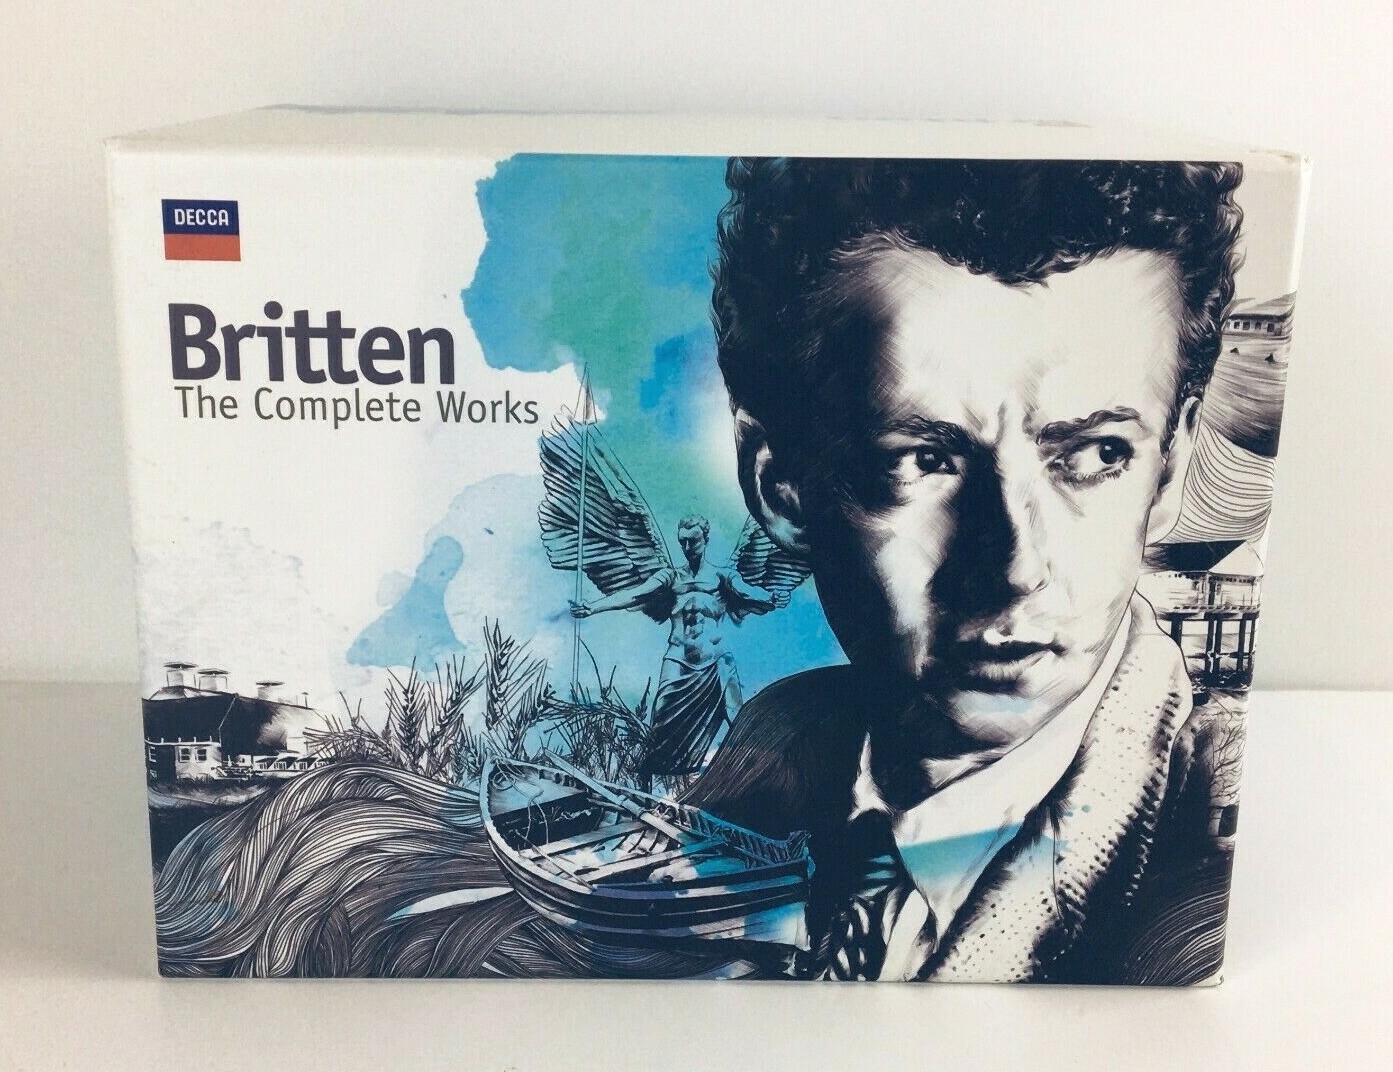 DECCA
Britten
The Complete Works